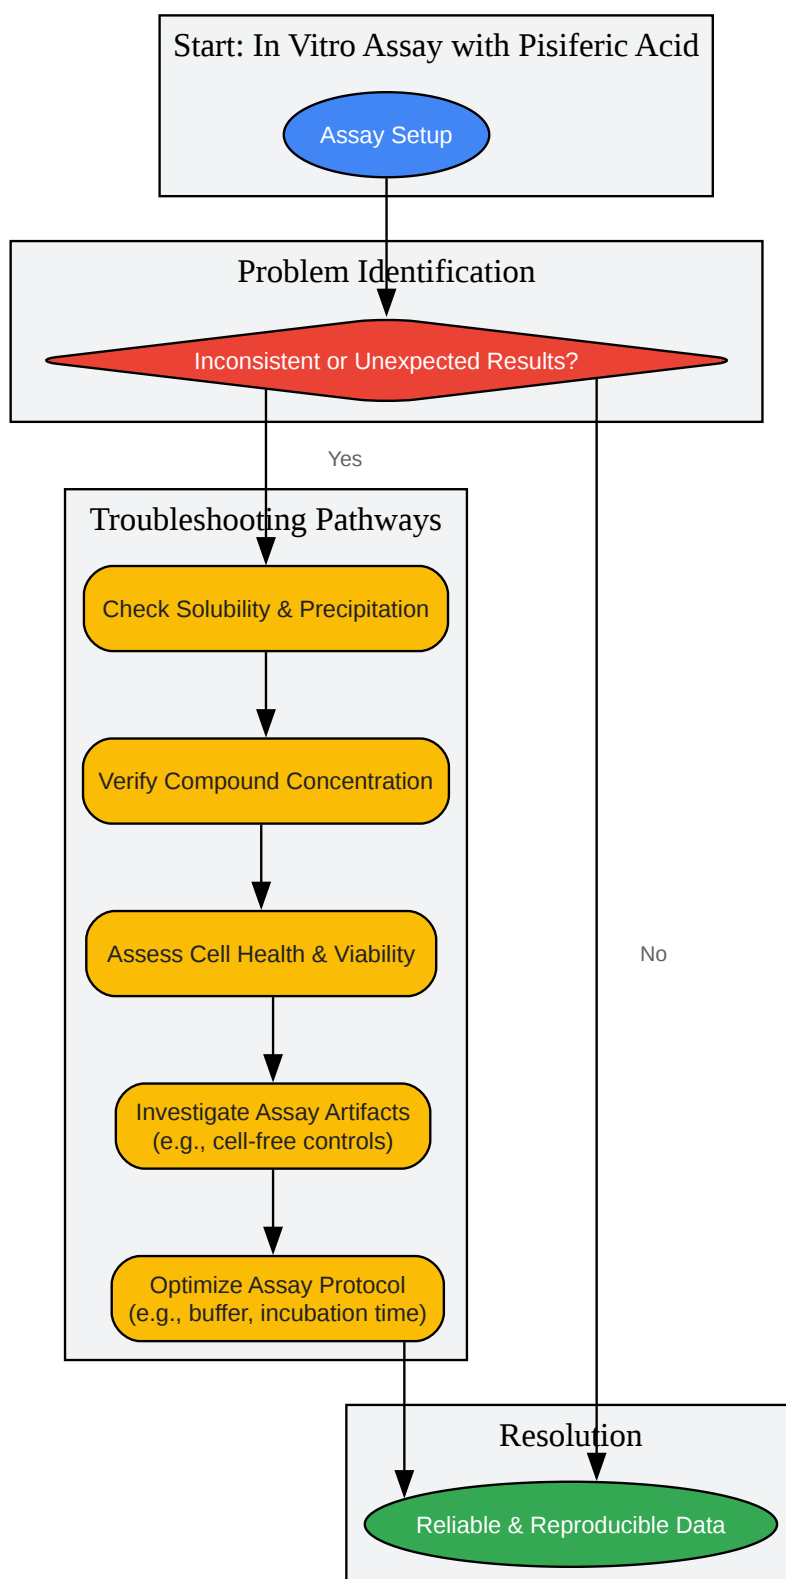 Start: In Vitro Assay with Pisiferic Acid
Assay Setup
Problem Identification
Inconsistent or Unexpected Results?
Yes
Troubleshooting Pathways
Check Solubility & Precipitation
Verify Compound Concentration
Assess Cell Health & Viability
No
Investigate Assay Artifacts
(e.g., cell-free controls)
Optimize Assay Protocol
(e.g., buffer, incubation time)
Resolution
Reliable & Reproducible Data